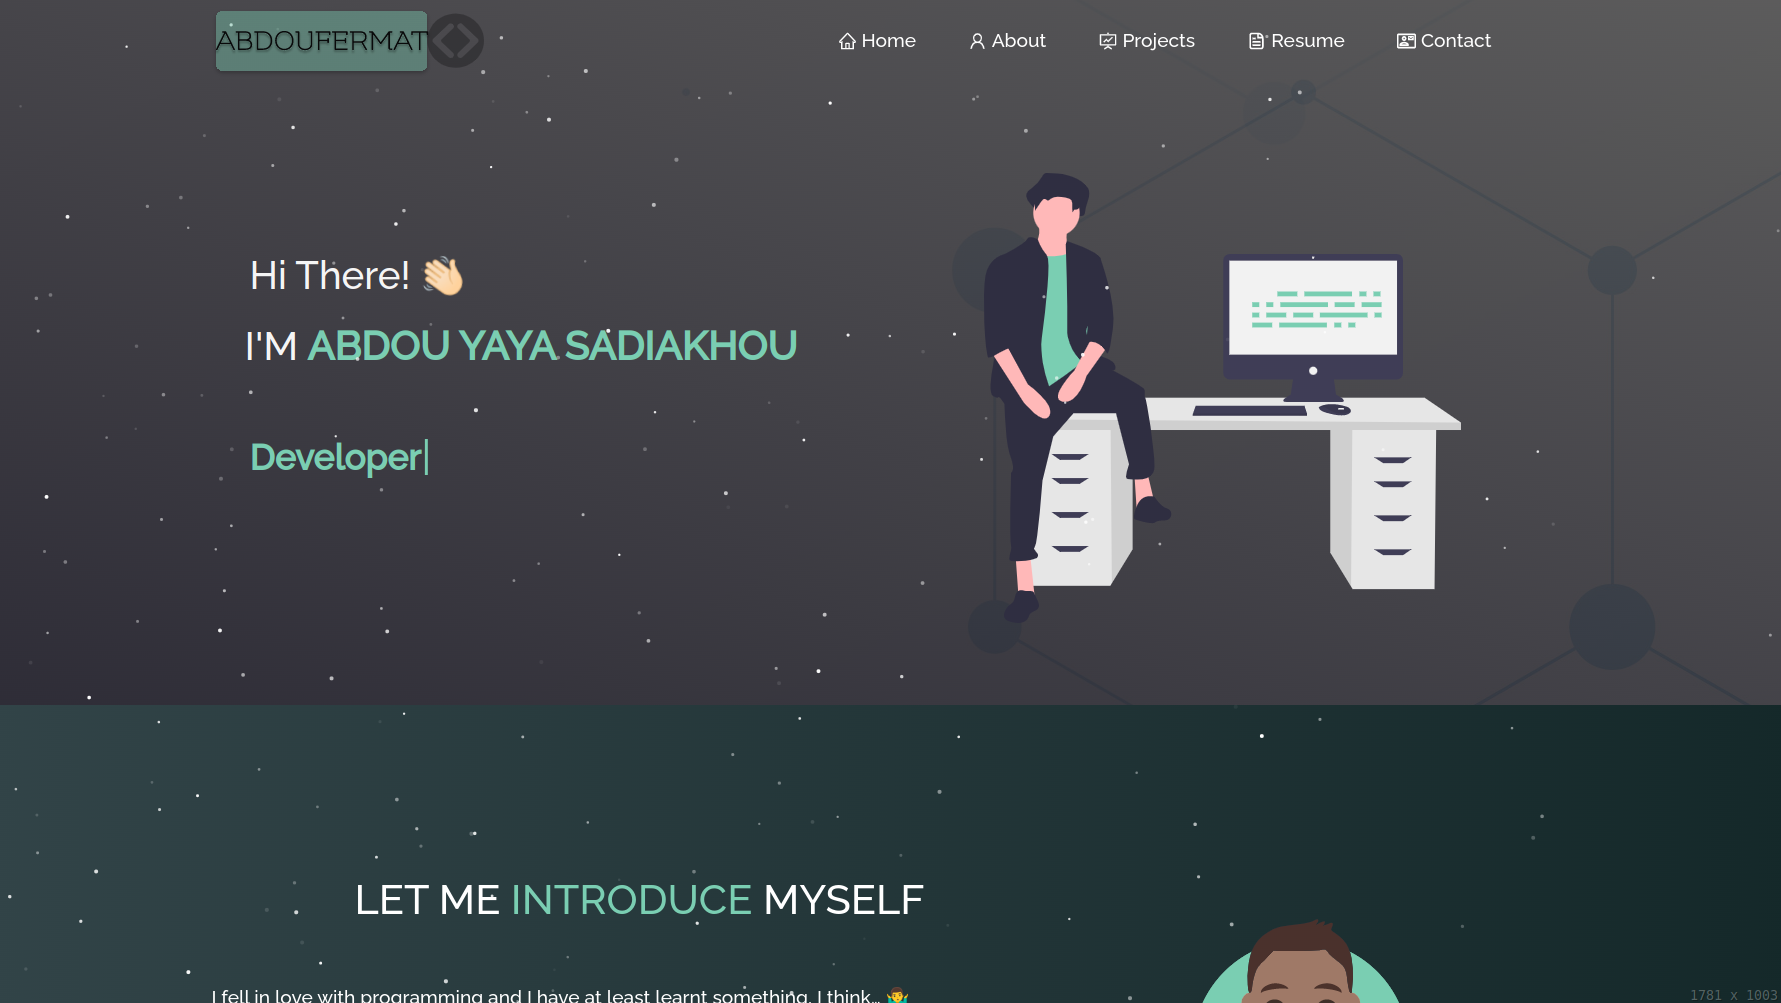 ABDOUFERMAT
Home About Projects Resume Contact
Hi There! 👋🏻
I'M ABDOU YAYA SADIAKHOU
Developer|
LET ME INTRODUCE MYSELF
I fell in love with programming and I have at least learnt something, I think… 🤷‍♂️
1781 x 1003